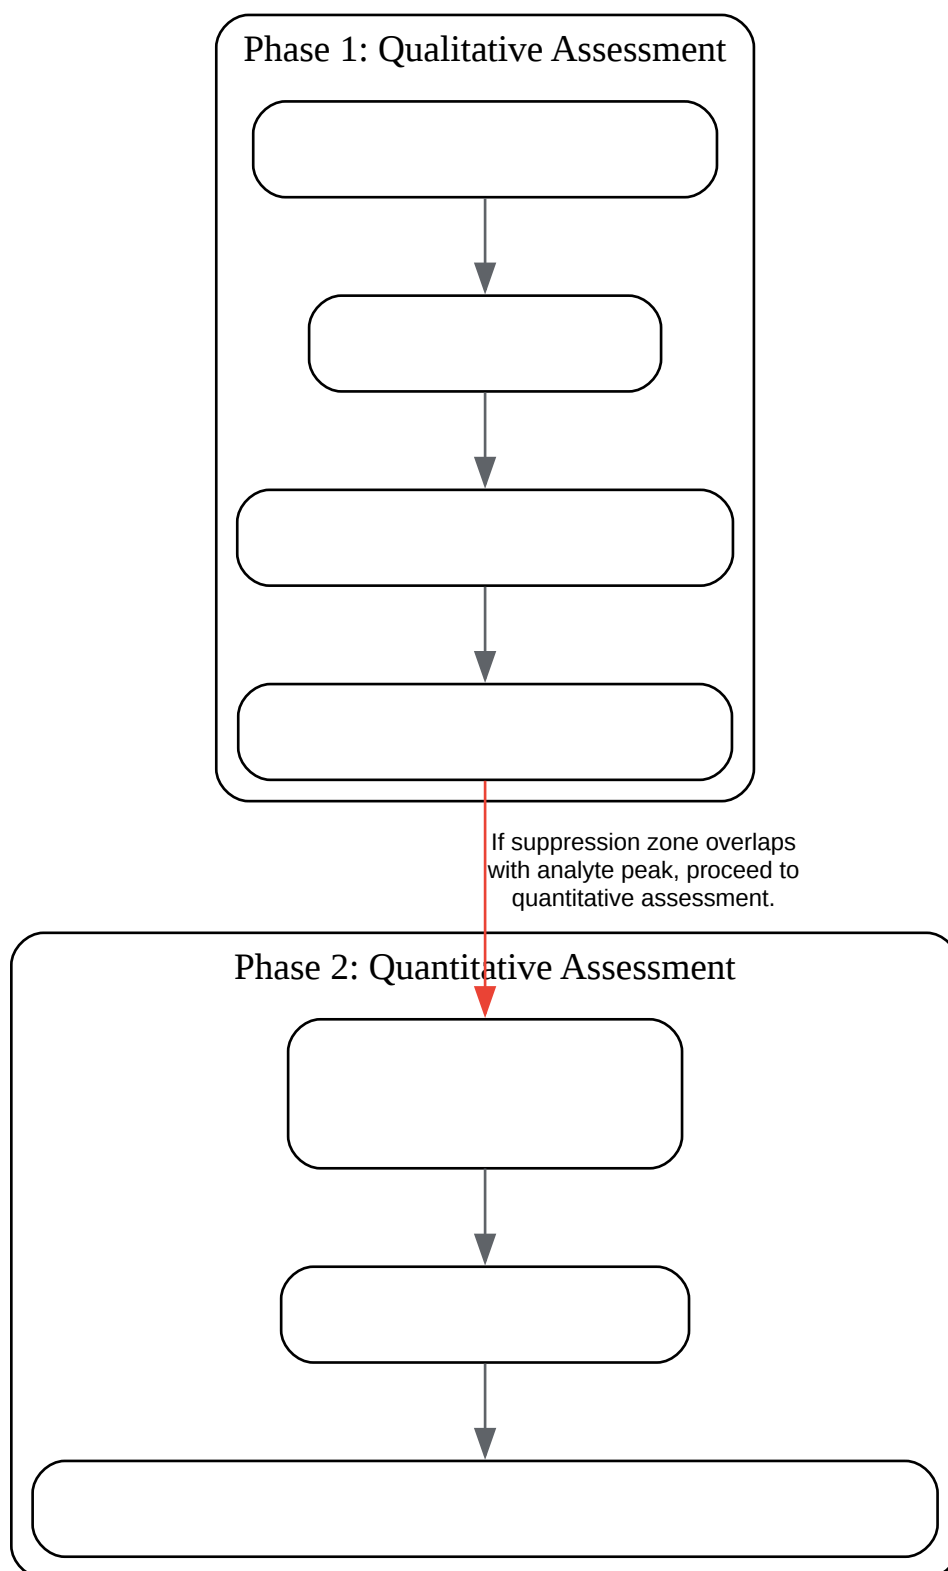 Phase 1: Qualitative Assessment
If suppression zone overlaps
with analyte peak, proceed to
quantitative assessment.
Phase 2: Quantitative Assessment